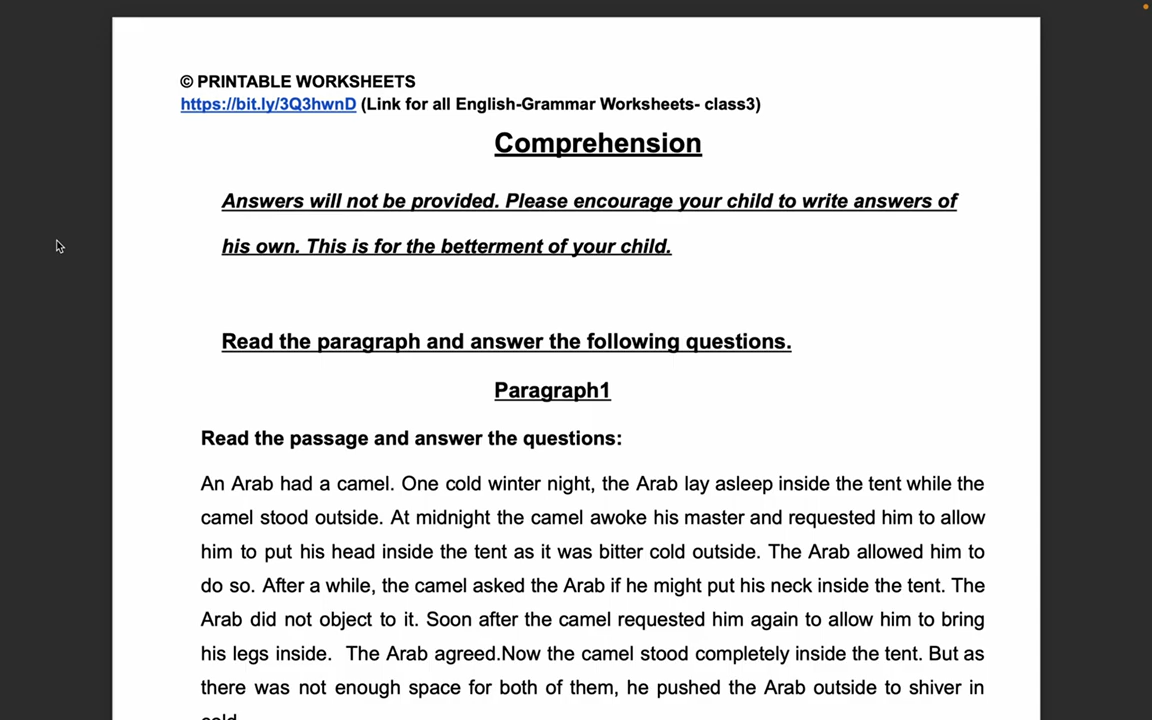 © PRINTABLE WORKSHEETS
https://bit.ly/3Q3hwnD (Link for all English-Grammar Worksheets- class3)
Comprehension
Answers will not be provided. Please encourage your child to write answers of
his own. This is for the betterment of your child.
Read the paragraph and answer the following questions.
Paragraph1
Read the passage and answer the questions:
An Arab had a camel. One cold winter night, the Arab lay asleep inside the tent while the
camel stood outside. At midnight the camel awoke his master and requested him to allow
him to put his head inside the tent as it was bitter cold outside. The Arab allowed him to
do so. After a while, the camel asked the Arab if he might put his neck inside the tent. The
Arab did not object to it. Soon after the camel requested him again to allow him to bring
his legs inside.  The Arab agreed.Now the camel stood completely inside the tent. But as
there was not enough space for both of them, he pushed the Arab outside to shiver in